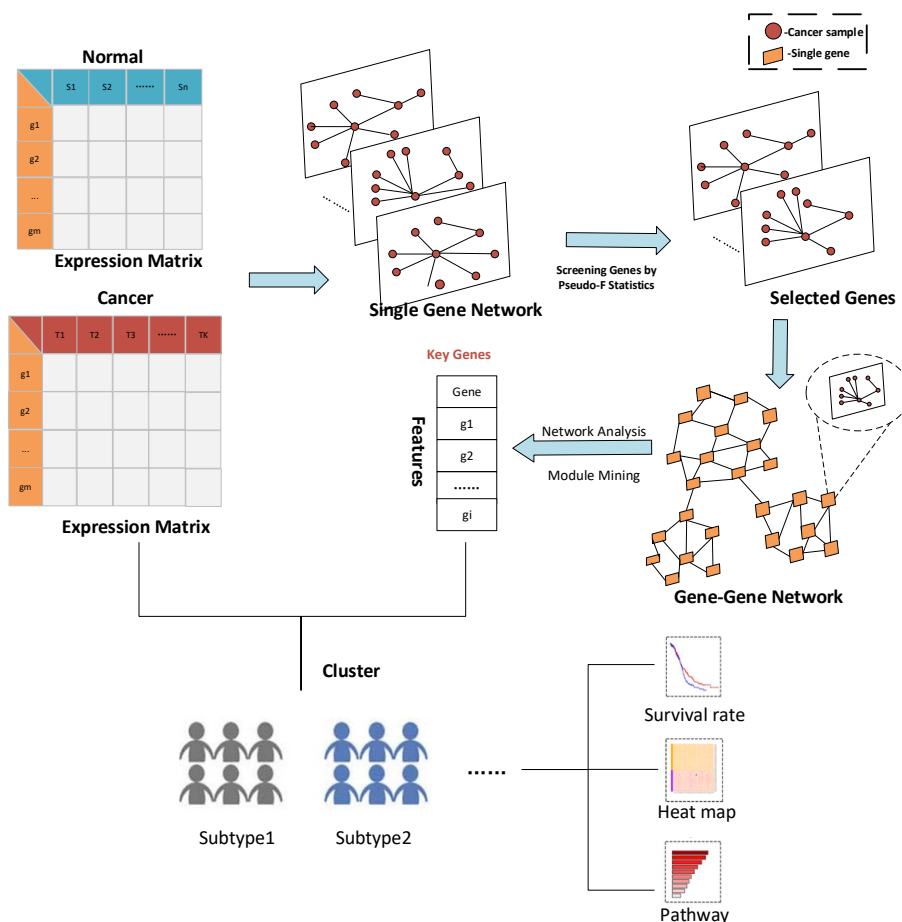 -Cancer sample
-Single gene
Normal
S1 S2 ...... Sn
g1
g2
...
gm
Expression Matrix
Cancer
T1 T2 T3 ...... TK
g1
g2
...
gm
Expression Matrix
......
Single Gene Network
Screening Genes by
Pseudo-F Statistics
......
Selected Genes
Key Genes
Features
Gene
g1
g2
......
gi
Network Analysis
Module Mining
Gene-Gene Network
Cluster
Subtype1
Subtype2
......
Survival rate
Heat map
Pathway